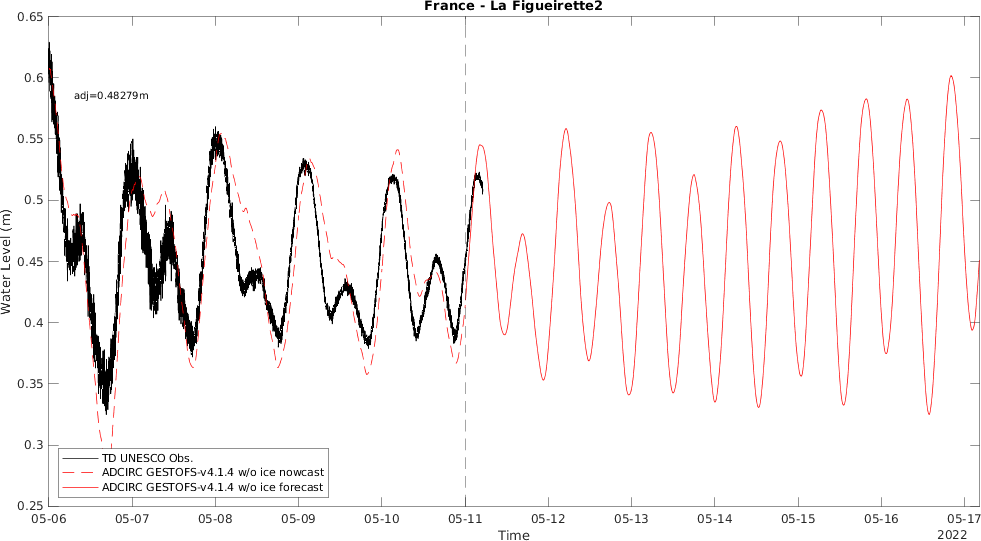 France - La Figueirette2
0.65
0.6
0.55
0.5
0.45
0.4
0.35
0.3
0.25
Water Level (m)
adj=0.48279m
TD UNESCO Obs.
ADCIRC GESTOFS-v4.1.4 w/o ice nowcast
ADCIRC GESTOFS-v4.1.4 w/o ice forecast
05-06 05-07 05-08 05-09 05-10 05-11 05-12 05-13 05-14 05-15 05-16 05-17
Time
2022